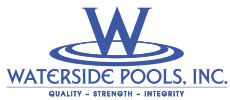 W
WATERSIDE POOLS, INC.
QUALITY ~ STRENGTH ~ INTEGRITY